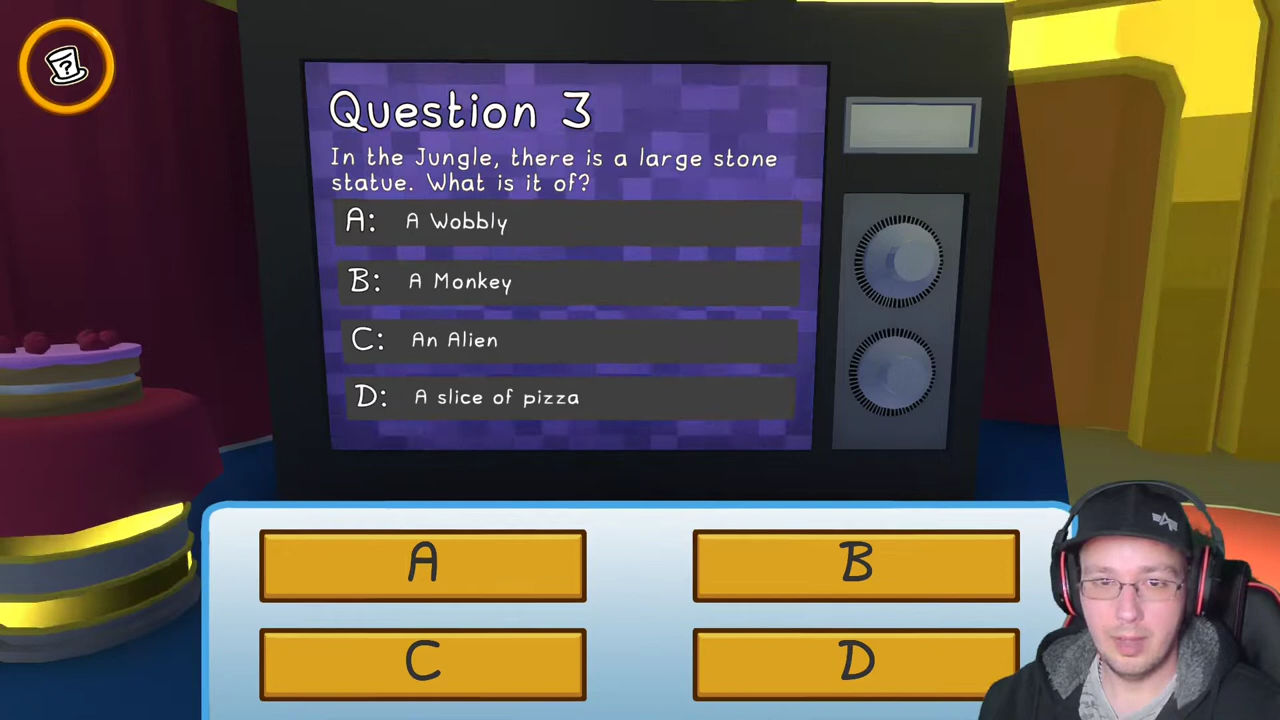 ?
Question 3
In the Jungle, there is a large stone
statue. What is it of?
A: A Wobbly
B: A Monkey
C: An Alien
D: A slice of pizza
A
B
C
D